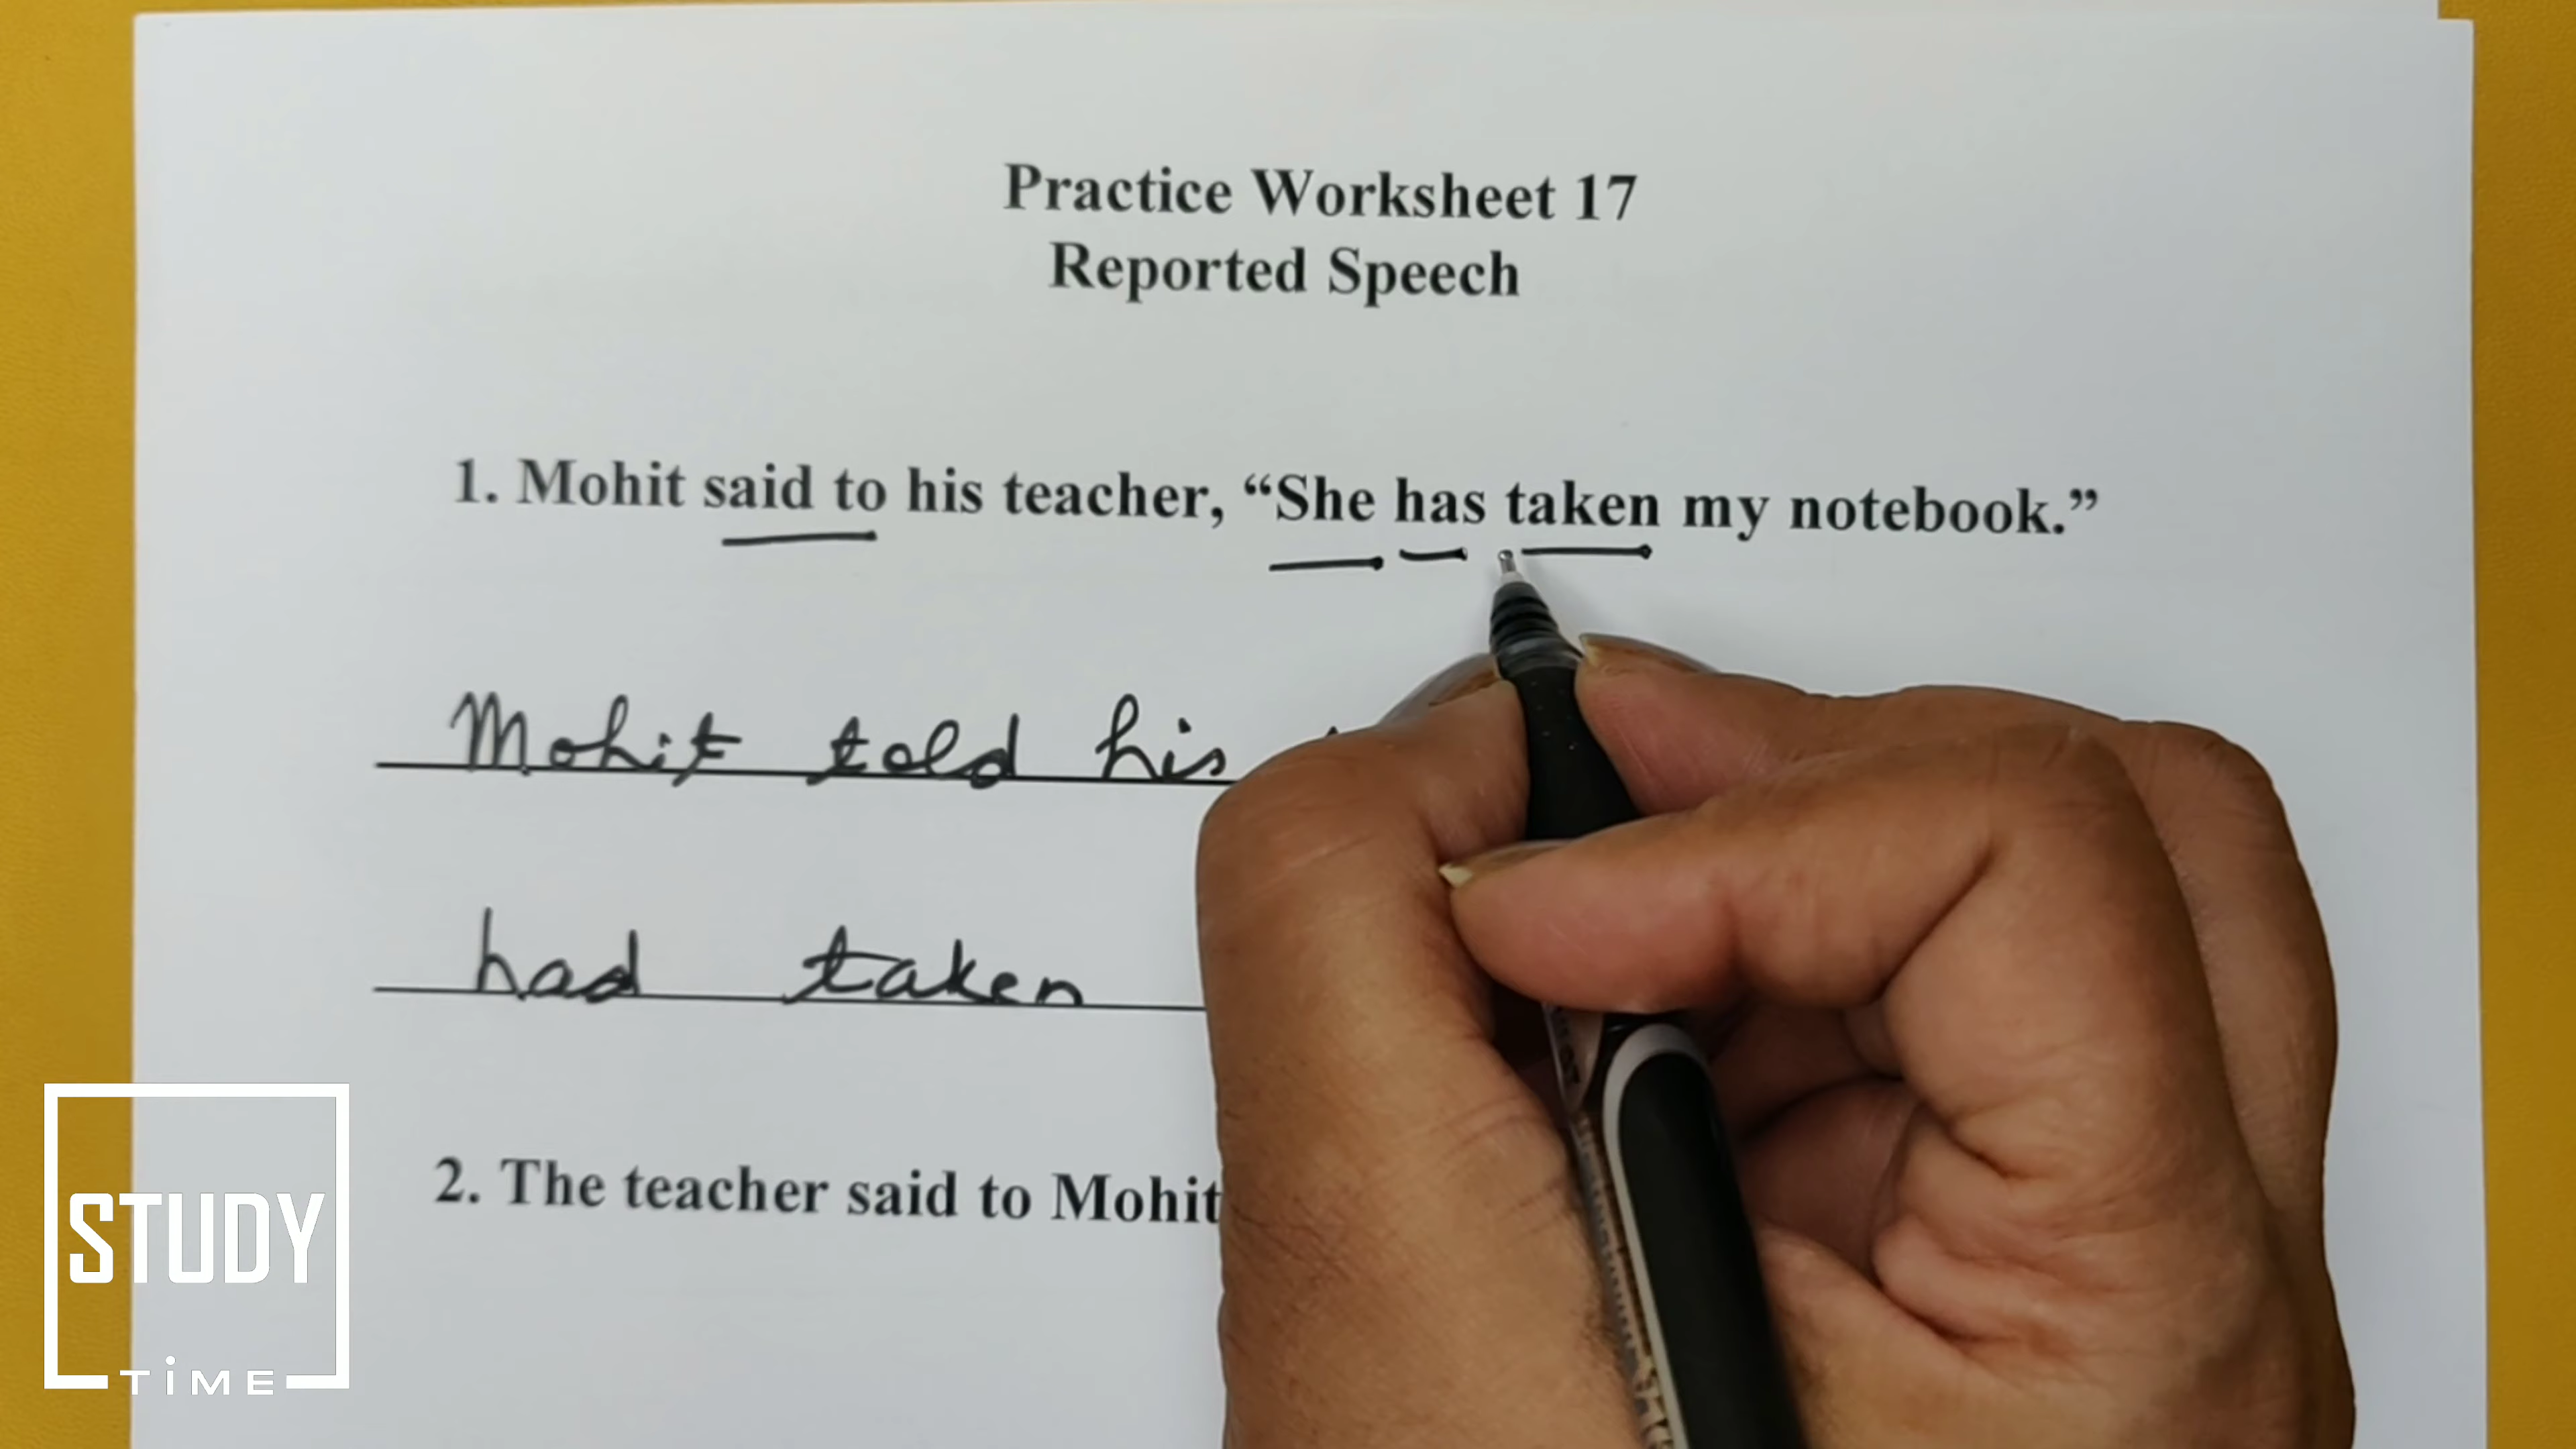 Practice Worksheet 17
Reported Speech
1. Mohit said to his teacher, “She has taken my notebook.”
Mohit told his
had taken
2. The teacher said to Mohit
STUDY
TiME